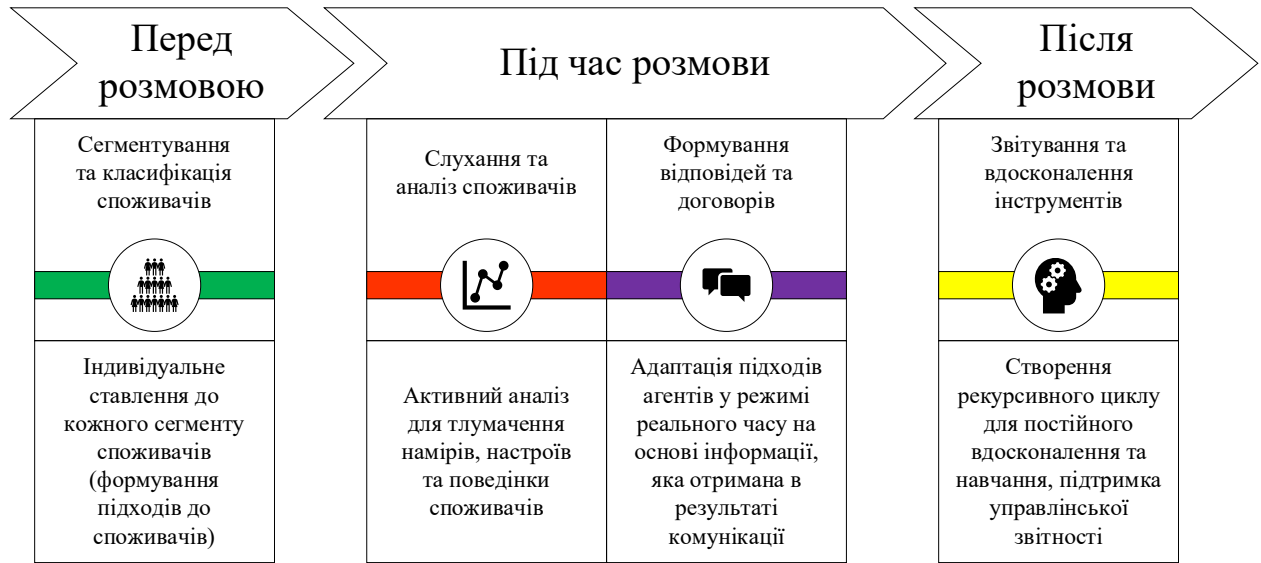 Перед
розмовою
Під час розмови
Після
розмови
Сегментування
та класифікація
споживачів
Слухання та
аналіз споживачів
Формування
відповідей та
договорів
Звітування та
вдосконалення
інструментів
Індивідуальне
ставлення до
кожного сегменту
споживачів
(формування
підходів до
споживачів)
Активний аналіз
для тлумачення
намірів, настроїв
та поведінки
споживачів
Адаптація підходів
агентів у режимі
реального часу на
основі інформації,
яка отримана в
результаті
комунікації
Створення
рекурсивного циклу
для постійного
вдосконалення та
навчання, підтримка
управлінської
звітності